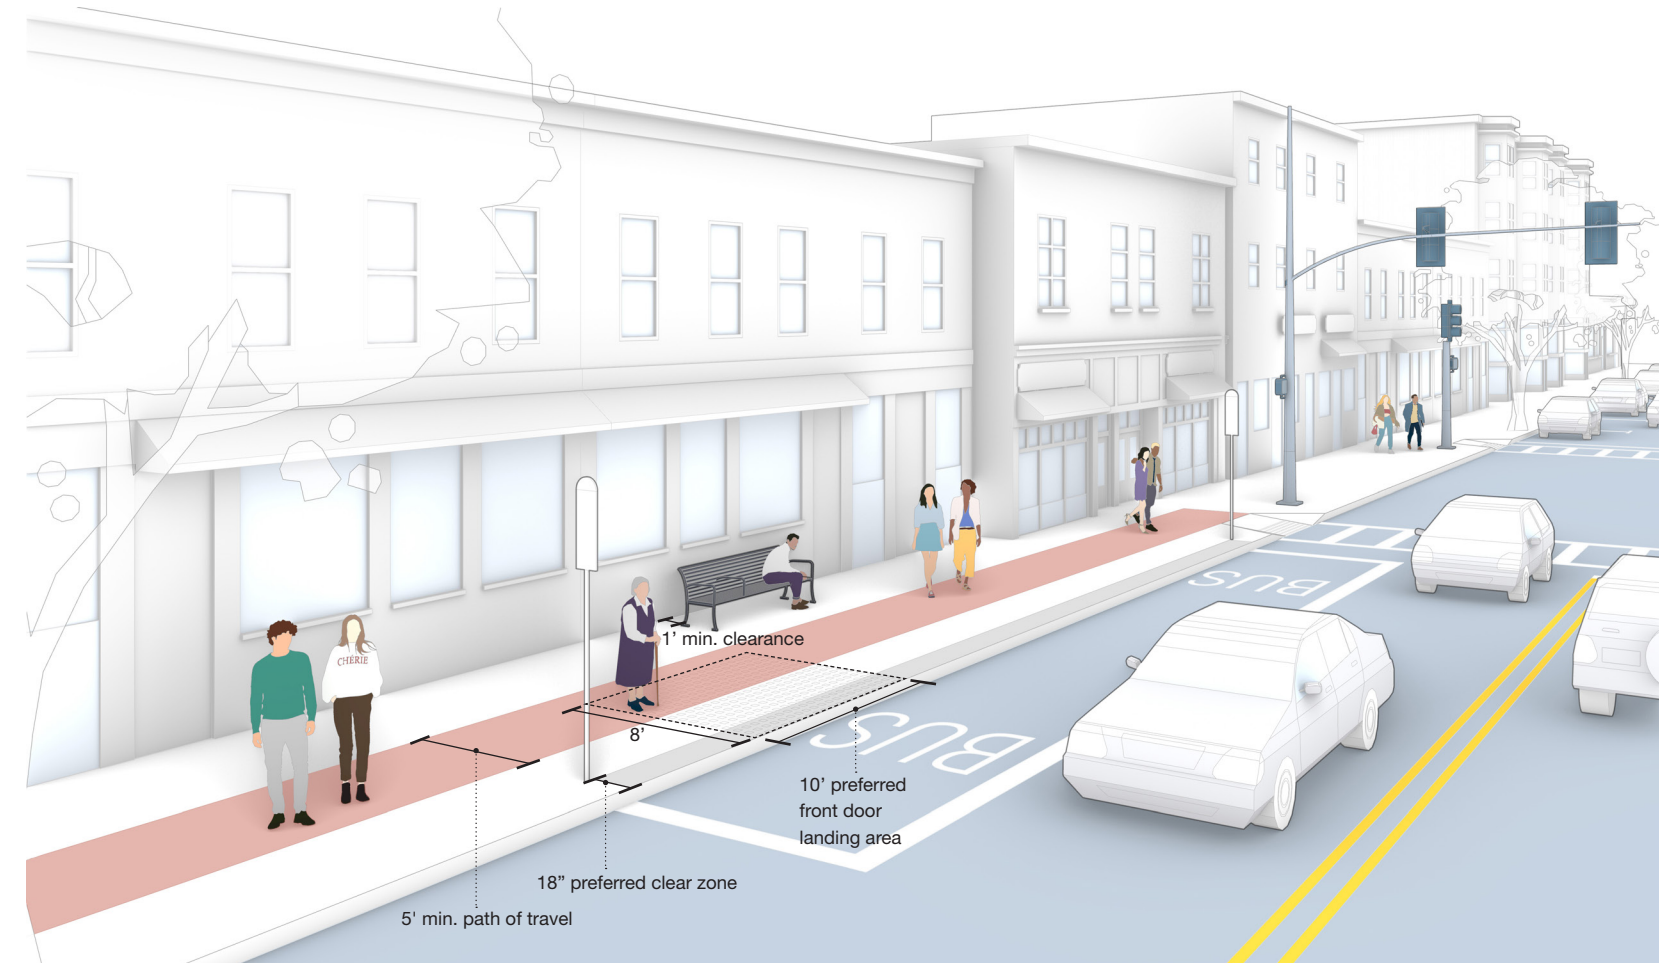 CHÉRIE
1’ min. clearance
8’
BUS
BUS
10’ preferred
front door
landing area
18” preferred clear zone
5' min. path of travel